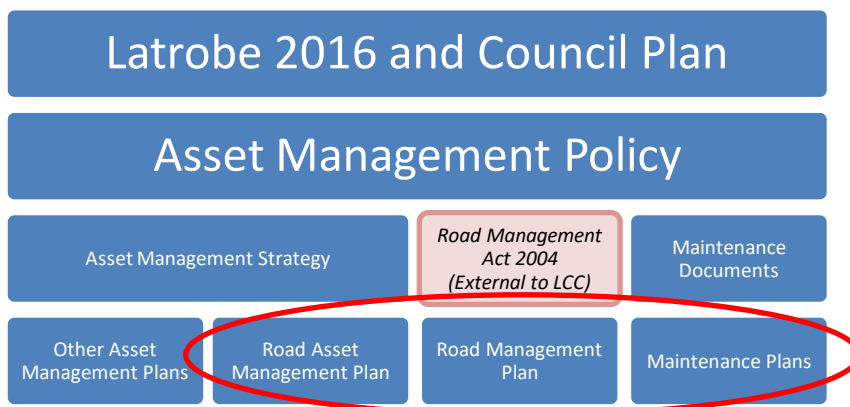 Latrobe 2016 and Council Plan
Asset Management Policy
Asset Management Strategy
Road Management
Act 2004
(External to LCC)
Maintenance
Documents
Other Asset
Management Plans
Road Asset
Management Plan
Road Management
Plan
Maintenance Plans